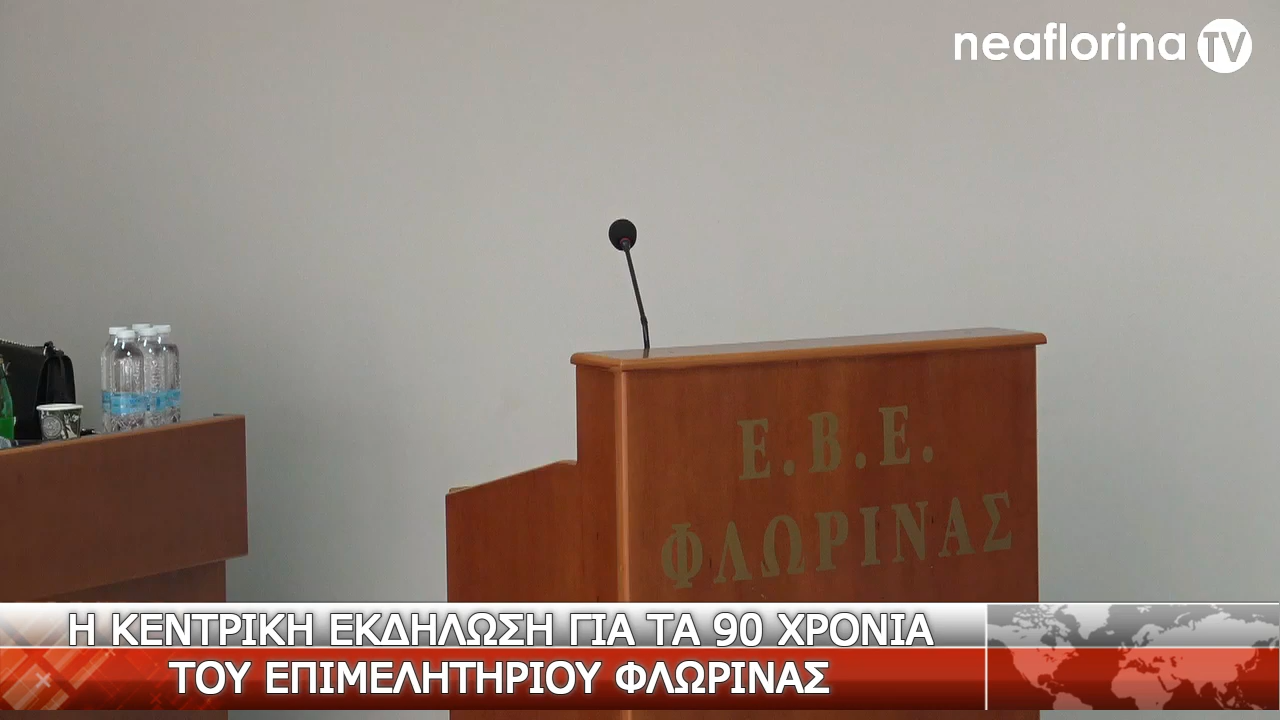 neaflorina TV
Ε.Β.Ε.
ΦΛΩΡΙΝΑΣ
Η ΚΕΝΤΡΙΚΗ ΕΚΔΗΛΩΣΗ ΓΙΑ ΤΑ 90 ΧΡΟΝΙΑ
ΤΟΥ ΕΠΙΜΕΛΗΤΗΡΙΟΥ ΦΛΩΡΙΝΑΣ